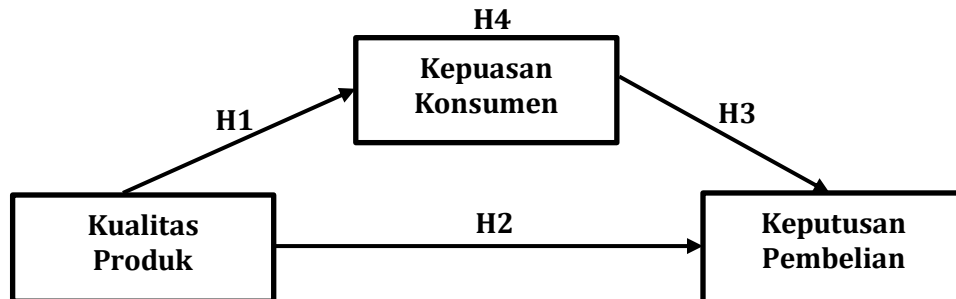 H4
Kepuasan
Konsumen
H1
H3
Kualitas
Produk
H2
Keputusan
Pembelian